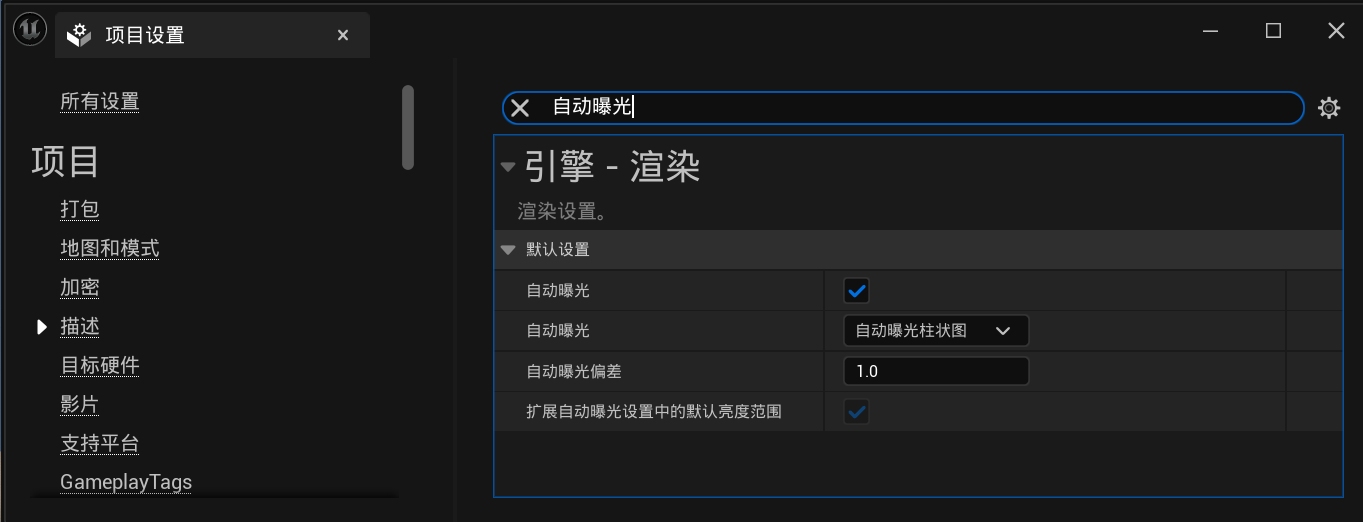 项目设置
所有设置
项目
打包
地图和模式
加密
描述
目标硬件
影片
支持平台
GameplayTags
自动曝光
引擎 - 渲染
渲染设置。
默认设置
自动曝光
自动曝光 自动曝光柱状图
自动曝光偏差 1.0
扩展自动曝光设置中的默认亮度范围